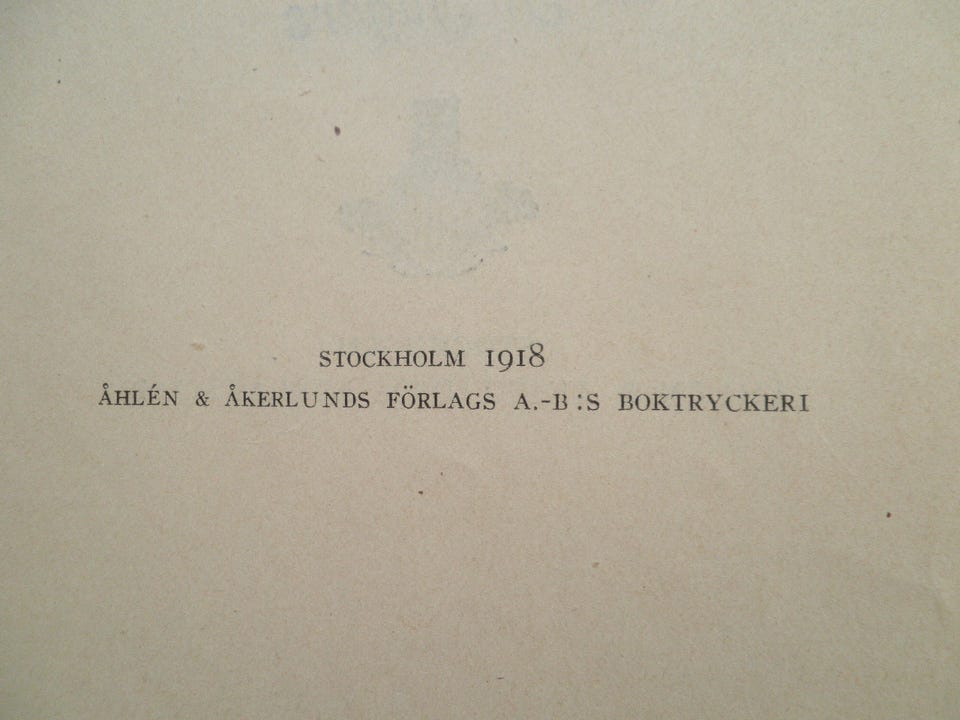 STOCKHOLM 1918
ÅHLÉN & ÅKERLUNDS FÖRLAGS A.-B:S BOKTRYCKERI